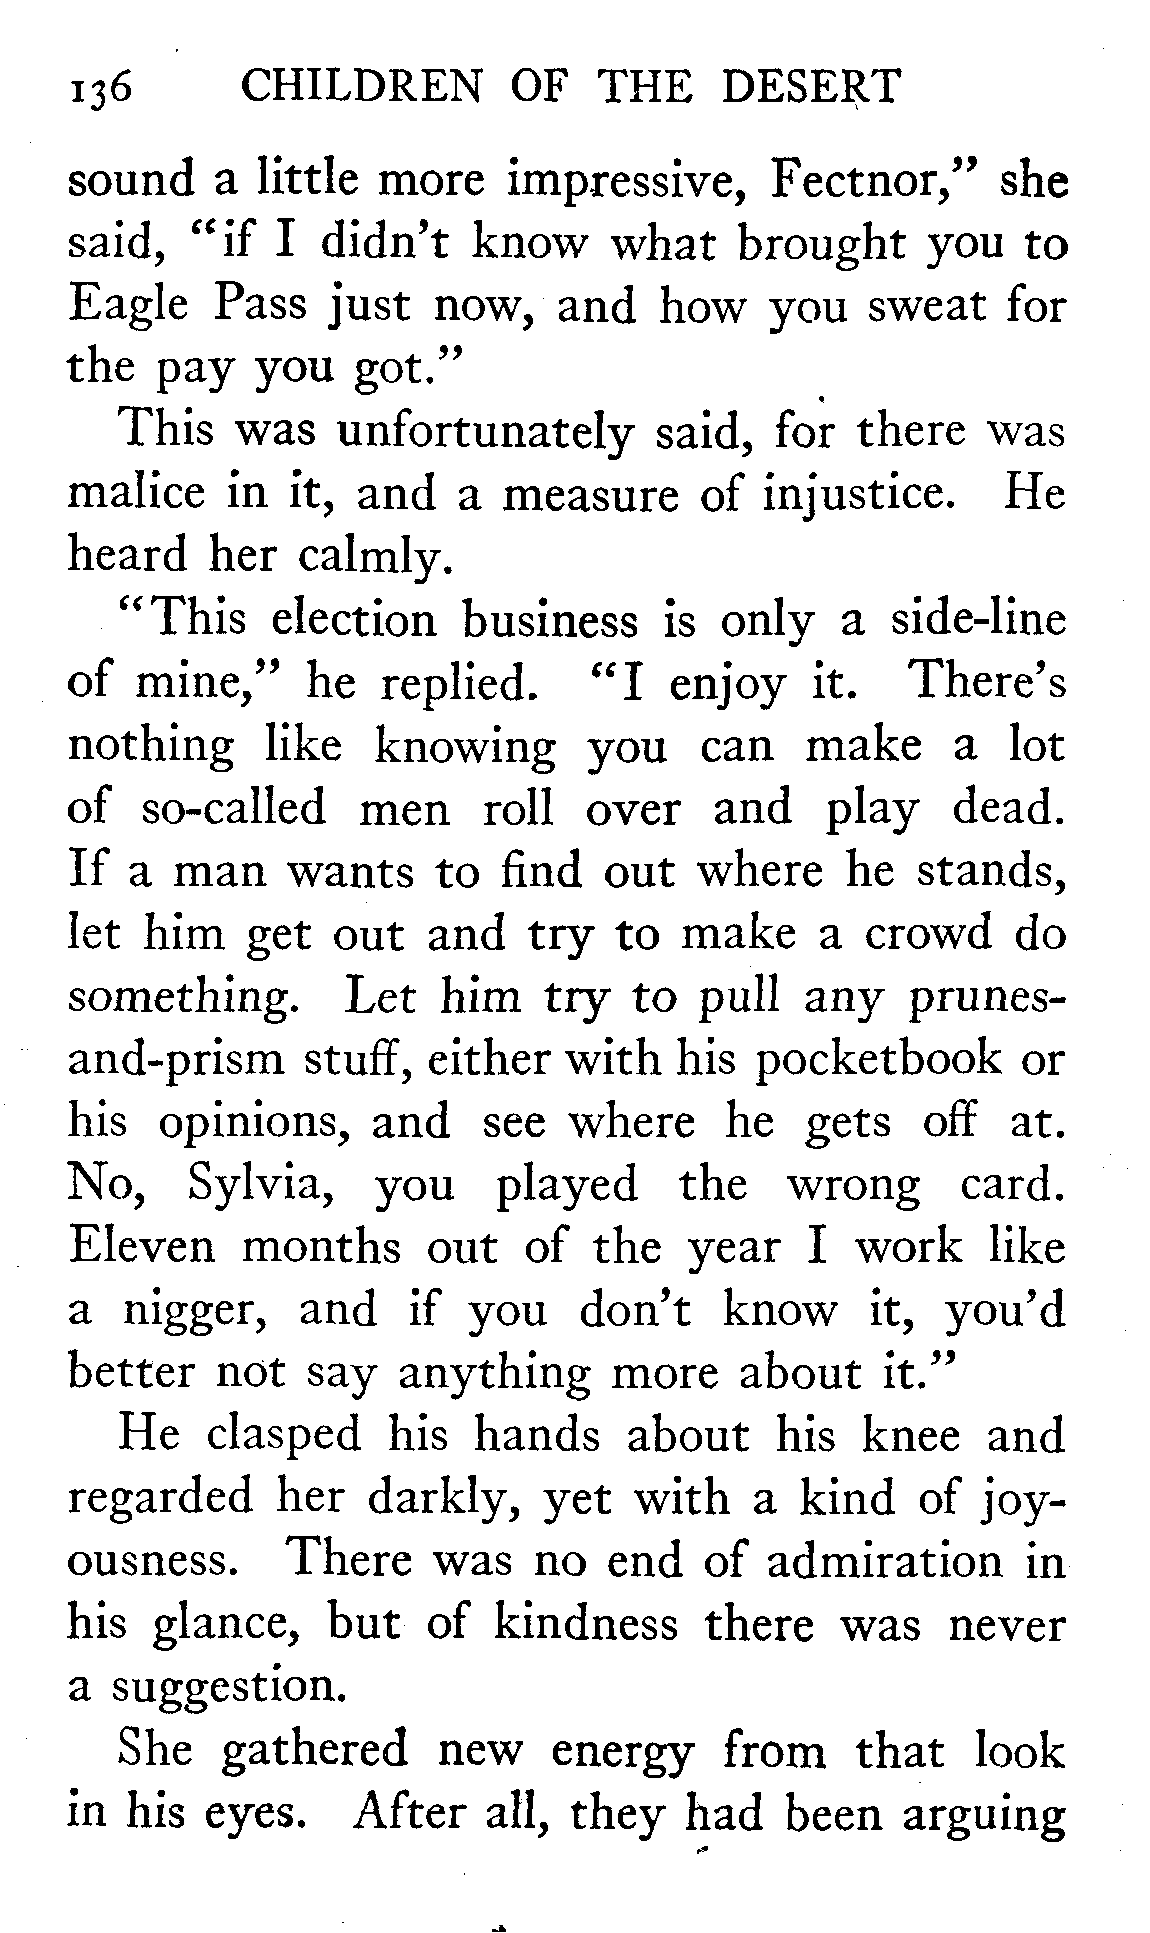 136 CHILDREN OF THE DESERT
sound a little more impressive, Fectnor,” she
said, “if I didn’t know what brought you to
Eagle Pass just now, and how you sweat for
the pay you got.”
This was unfortunately said, for there was
malice in it, and a measure of injustice. He
heard her calmly.
“This election business is only a side-line
of mine,” he replied. “I enjoy it. There’s
nothing like knowing you can make a lot
of so-called men roll over and play dead.
If a man wants to find out where he stands,
let him get out and try to make a crowd do
something. Let him try to pull any prunes-
and-prism stuff, either with his pocketbook or
his opinions, and see where he gets off at.
No, Sylvia, you played the wrong card.
Eleven months out of the year I work like
a nigger, and if you don’t know it, you’d
better not say anything more about it.”
He clasped his hands about his knee and
regarded her darkly, yet with a kind of joy-
ousness. There was no end of admiration in
his glance, but of kindness there was never
a suggestion.
She gathered new energy from that look
in his eyes. After all, they had been arguing